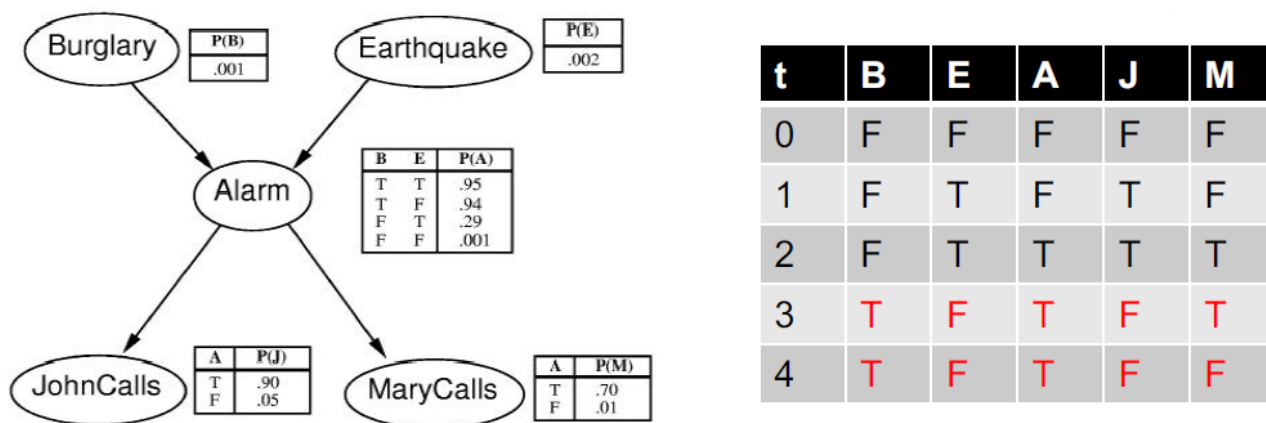 Burglary
P(B)
.001
Earthquake
P(E)
.002
Alarm
B E P(A)
T T .95
T F .94
F T .29
F F .001
JohnCalls
A P(J)
T .90
F .05
MaryCalls
A P(M)
T .70
F .01
t B E A J M
0 F F F F F
1 F T F T F
2 F T T T T
3 T F T F T
4 T F T F F